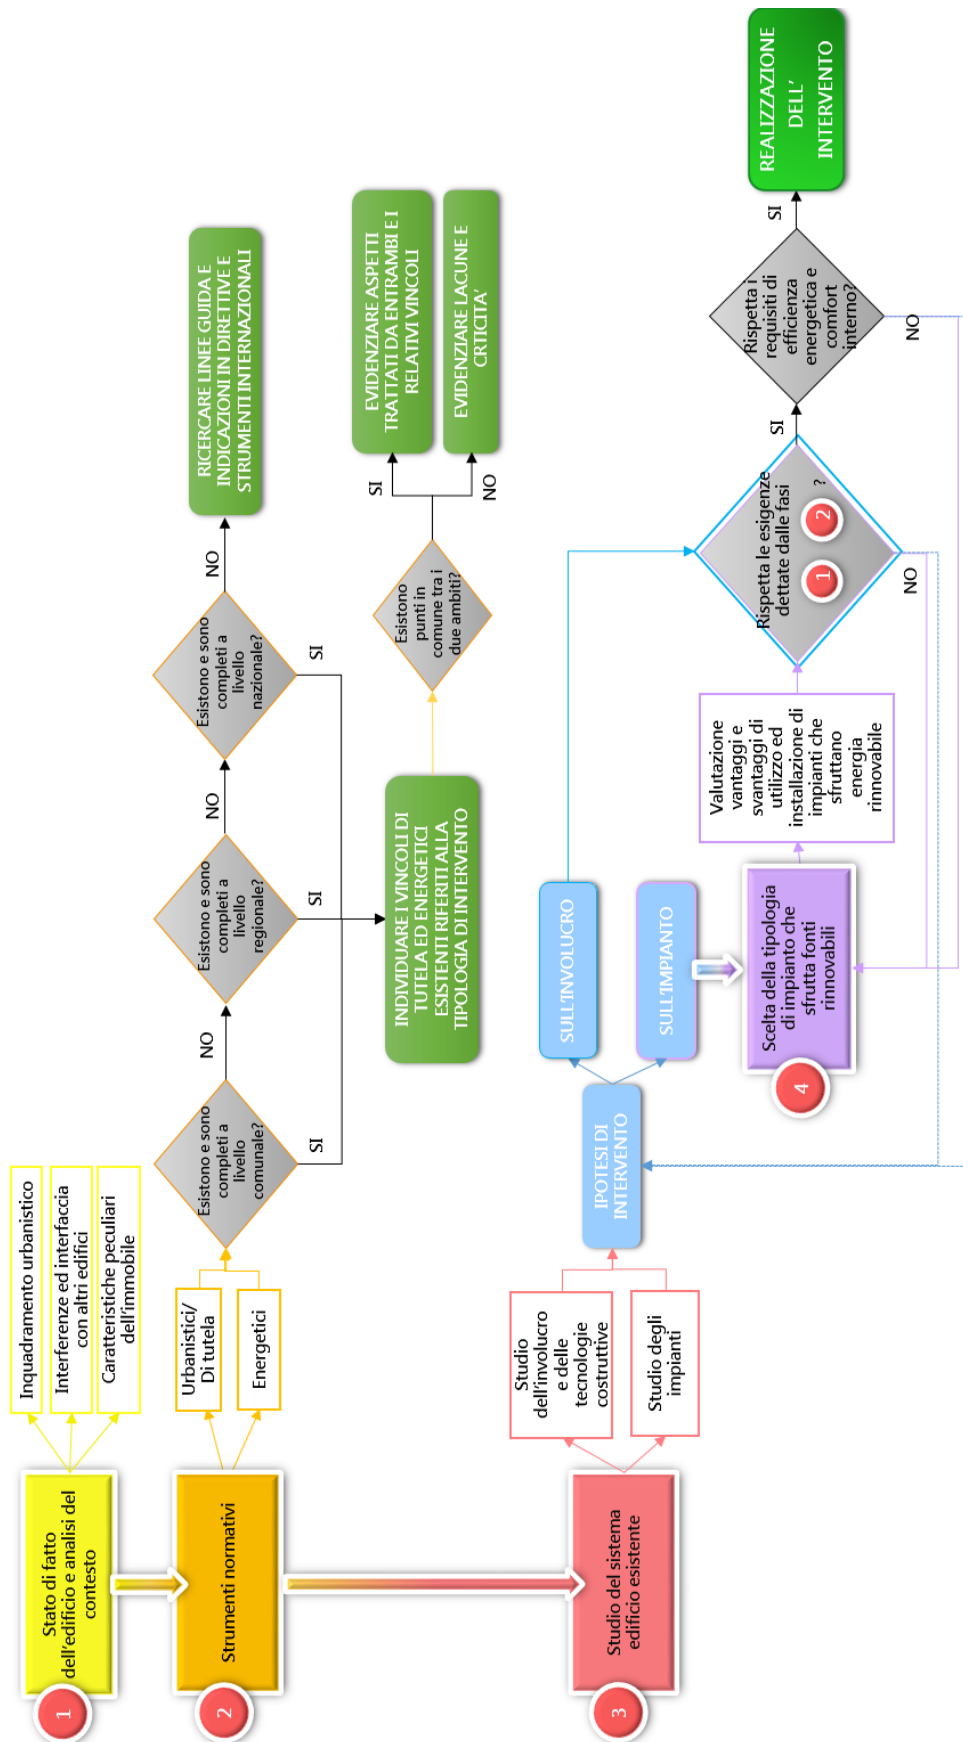 1
Stato di fatto
dell'edificio e analisi del
contesto
Inquadramento urbanistico
Interferenze ed interfaccia
con altri edifici
Caratteristiche peculiari
dell'immobile
2
Strumenti normativi
Urbanistici/
Di tutela
Energetici
Esistono e sono
completi a
livello
comunale?
NO
SI
Esistono e sono
completi a
livello
regionale?
NO
SI
Esistono e sono
completi a
livello
nazionale?
NO
SI
RICERCARE LINEE GUIDA E
INDICAZIONI IN DIRETTIVE E
STRUMENTI INTERNAZIONALI
INDIVIDUARE I VINCOLI DI
TUTELA ED ENERGETICI
ESISTENTI RIFERITI ALLA
TIPOLOGIA DI INTERVENTO
Esistono
punti in
comune tra i
due ambiti?
SI
NO
EVIDENZIARE ASPETTI
TRATTATI DA ENTRAMBI E I
RELATIVI VINCOLI
EVIDENZIARE LACUNE E
CRITICITA'
3
Studio del sistema
edificio esistente
Studio
dell'involucro
e delle
tecnologie
costruttive
Studio degli
impianti
IPOTESI DI
INTERVENTO
SULL'INVOLUCRO
SULL'IMPIANTO
4
Scelta della tipologia
di impianto che
sfrutta fonti
rinnovabili
Valutazione
vantaggi e
svantaggi di
utilizzo ed
installazione di
impianti che
sfruttano
energia
rinnovabile
Rispetta le esigenze
dettate dalle fasi
1 2 ?
SI
NO
Rispetta i
requisiti di
efficienza
energetica e
comfort
interno?
SI
NO
REALIZZAZIONE
DELL'
INTERVENTO